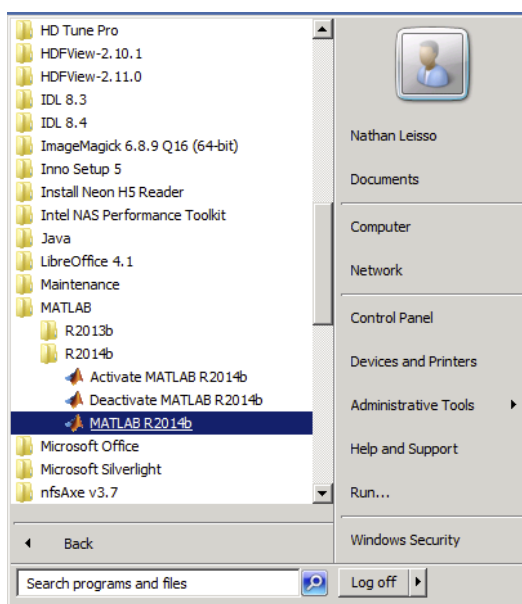 HD Tune Pro
HDFView-2.10.1
HDFView-2.11.0
IDL 8.3
IDL 8.4
ImageMagick 6.8.9 Q16 (64-bit)
Inno Setup 5
Install Neon H5 Reader
Intel NAS Performance Toolkit
Java
LibreOffice 4.1
Maintenance
MATLAB
R2013b
R2014b
Activate MATLAB R2014b
Deactivate MATLAB R2014b
MATLAB R2014b
Microsoft Office
Microsoft Silverlight
nfsAxe v3.7
Back
Search programs and files
Nathan Leisso
Documents
Computer
Network
Control Panel
Devices and Printers
Administrative Tools
Help and Support
Run...
Windows Security
Log off